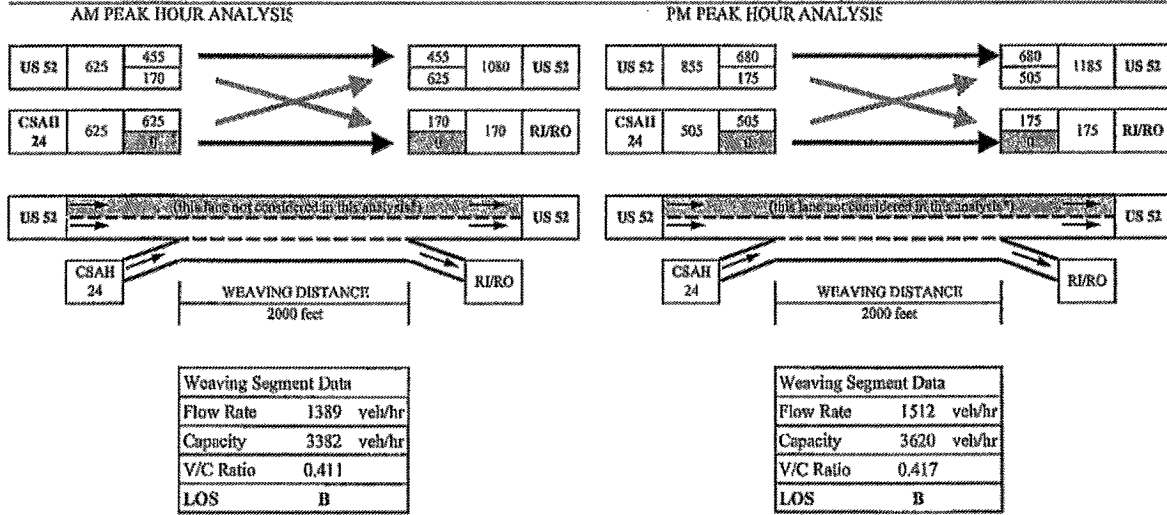 AM PEAK HOUR ANALYSIS
US 52 625 455 170
455 625 1080 US 52
CSAH 24 625 625 0
170 0 170 RI/RO
US 52 (this lane not considered in this analysis*) US 52
CSAH 24
RI/RO
WEAVING DISTANCE
2000 feet
Weaving Segment Data
Flow Rate 1389 veh/hr
Capacity 3382 veh/hr
V/C Ratio 0.411
LOS B
PM PEAK HOUR ANALYSIS
US 52 855 680 175
680 505 1185 US 52
CSAH 24 505 505 0
175 0 175 RI/RO
US 52 (this lane not considered in this analysis*) US 52
CSAH 24
RI/RO
WEAVING DISTANCE
2000 feet
Weaving Segment Data
Flow Rate 1512 veh/hr
Capacity 3620 veh/hr
V/C Ratio 0.417
LOS B